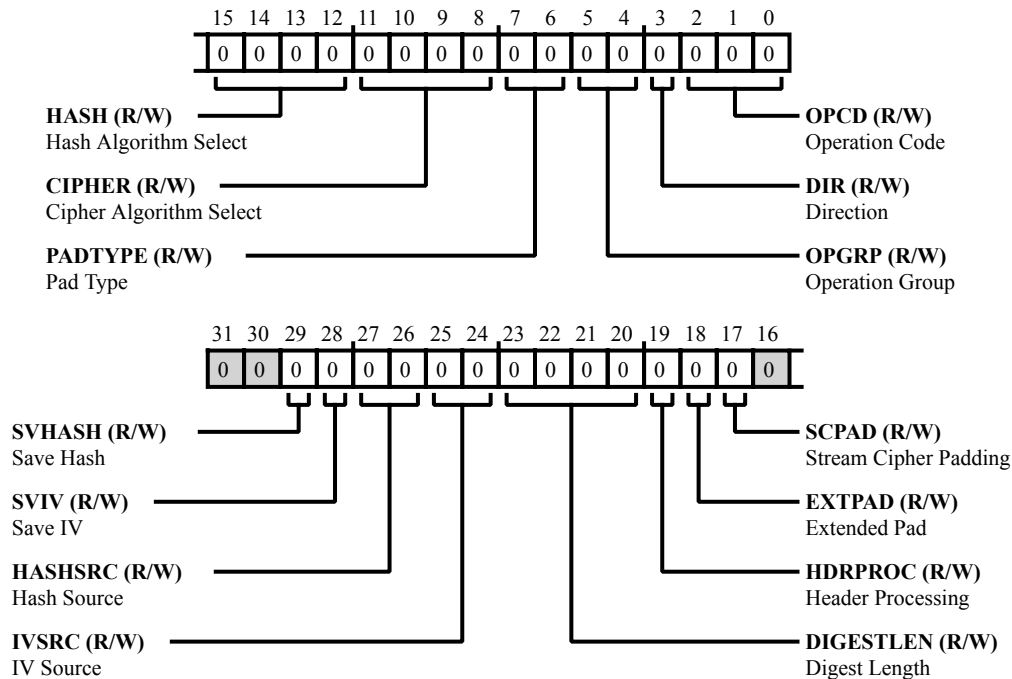 15 14 13 12 11 10 9 8 7 6 5 4 3 2 1 0
0 0 0 0 0 0 0 0 0 0 0 0 0 0 0 0
HASH (R/W)
Hash Algorithm Select
CIPHER (R/W)
Cipher Algorithm Select
PADTYPE (R/W)
Pad Type
OPCD (R/W)
Operation Code
DIR (R/W)
Direction
OPGRP (R/W)
Operation Group
31 30 29 28 27 26 25 24 23 22 21 20 19 18 17 16
0 0 0 0 0 0 0 0 0 0 0 0 0 0 0 0
SVHASH (R/W)
Save Hash
SVIV (R/W)
Save IV
HASHSRC (R/W)
Hash Source
IVSRC (R/W)
IV Source
SCPAD (R/W)
Stream Cipher Padding
EXTPAD (R/W)
Extended Pad
HDRPROC (R/W)
Header Processing
DIGESTLEN (R/W)
Digest Length